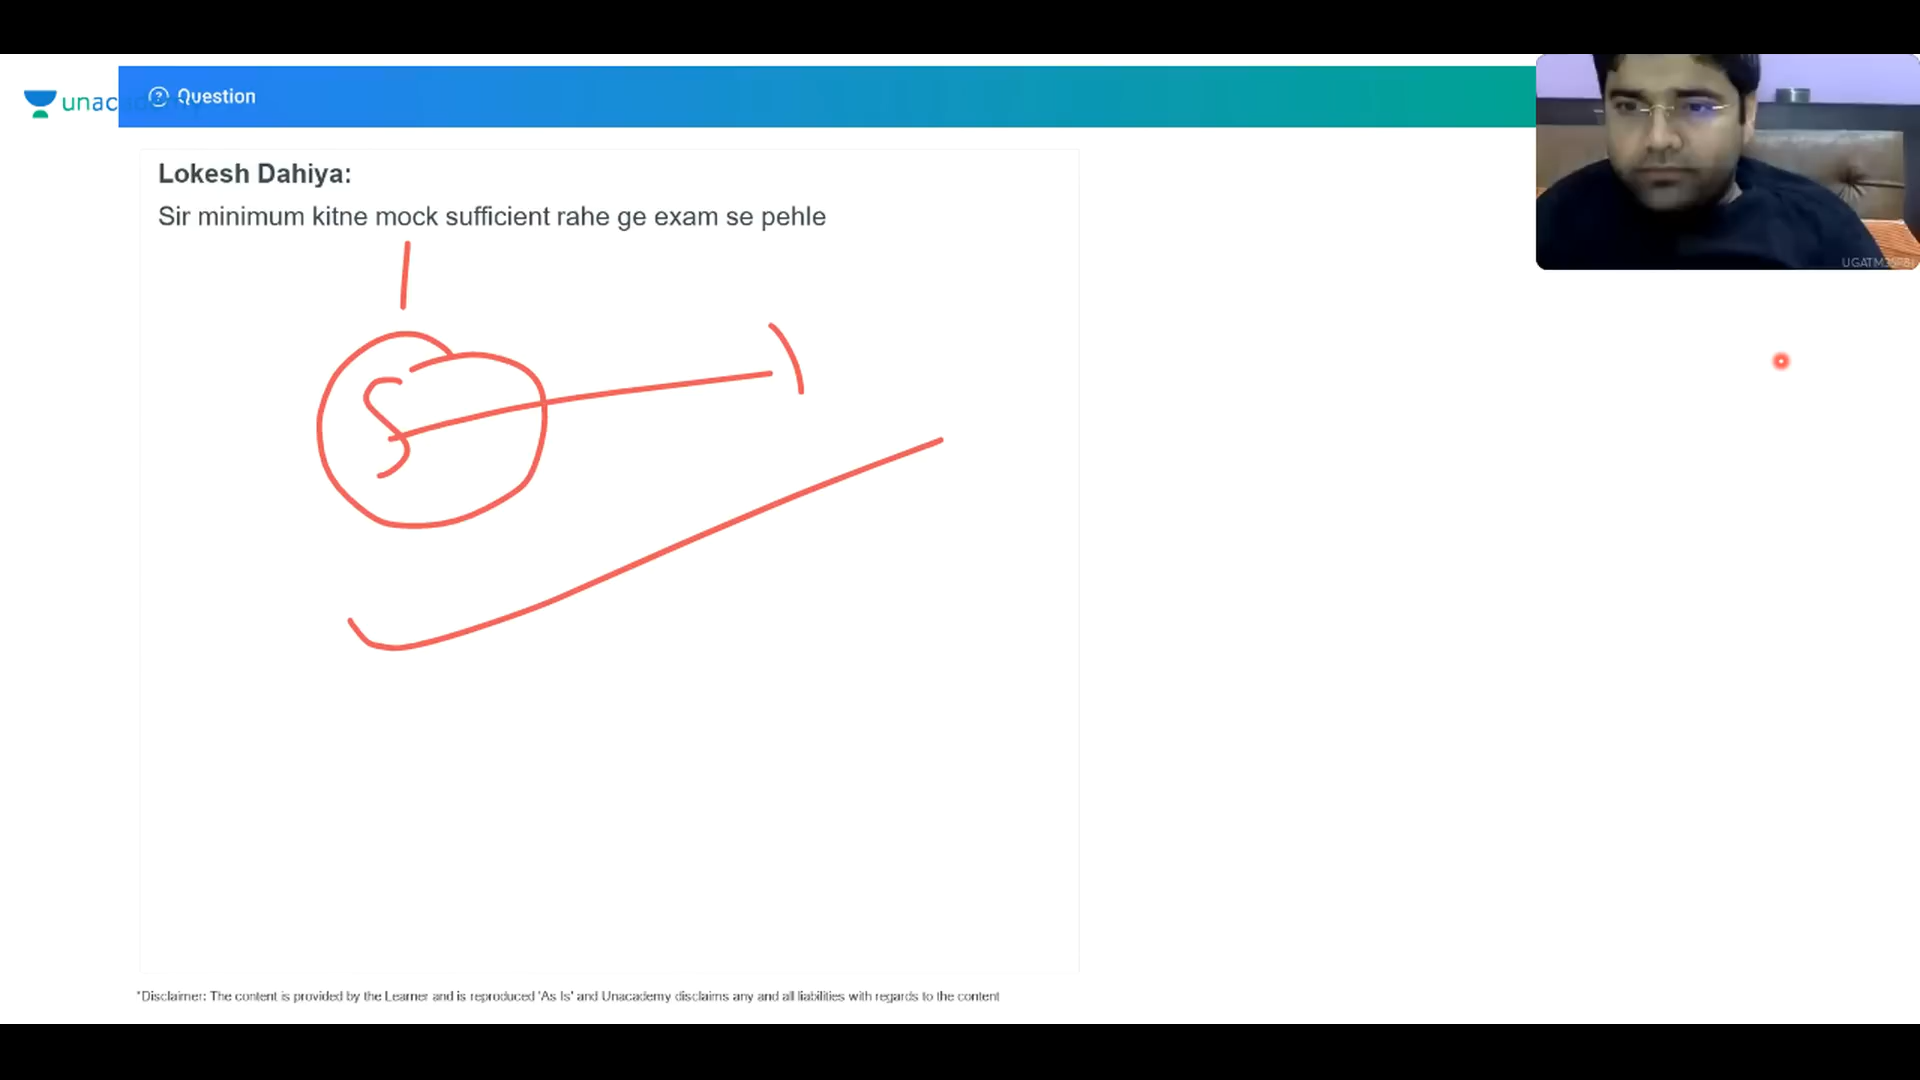 unacademy
Question
Lokesh Dahiya:
Sir minimum kitne mock sufficient rahe ge exam se pehle
*Disclaimer: The content is provided by the Learner and is reproduced 'As Is' and Unacademy disclaims any and all liabilities with regards to the content